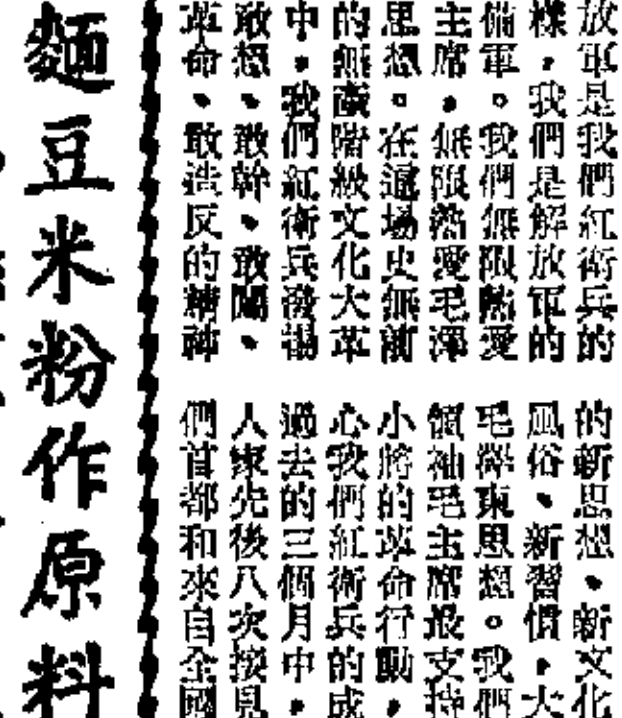 放軍是我們紅衛兵的
樣，我們是解放軍的
備軍。我們無限熱愛
主席，無限熱愛毛澤
思想。在這場史無前
的無產階級文化大革
中，我們紅衛兵發揚
敢想、敢幹、敢闖、
革命、敢造反的精神
的新思想、新文化
風俗、新習慣，大
毛澤東思想。我們
領袖毛主席最支持
小將的革命行動，
心我們紅衛兵的成
過去的三個月中，
人家先後八次接見
們首都和來自全國
麵豆米粉作原料